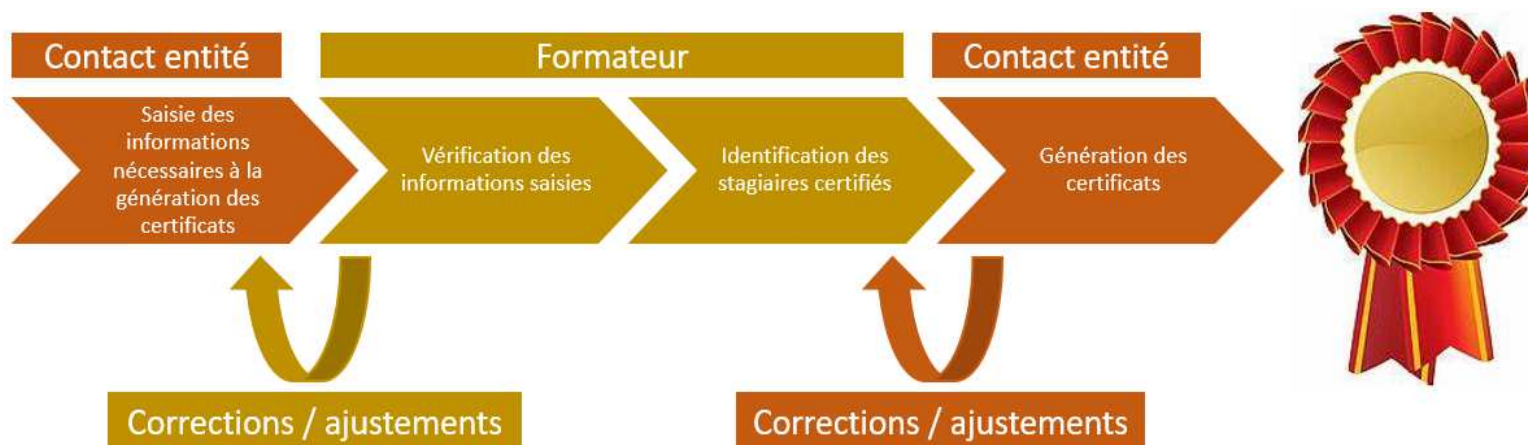 Contact entité
Formateur
Contact entité
Saisie des
informations
nécessaires à la
génération des
certificats
Vérification des
informations saisies
Identification des
stagiaires certifiés
Génération des
certificats
Corrections / ajustements
Corrections / ajustements